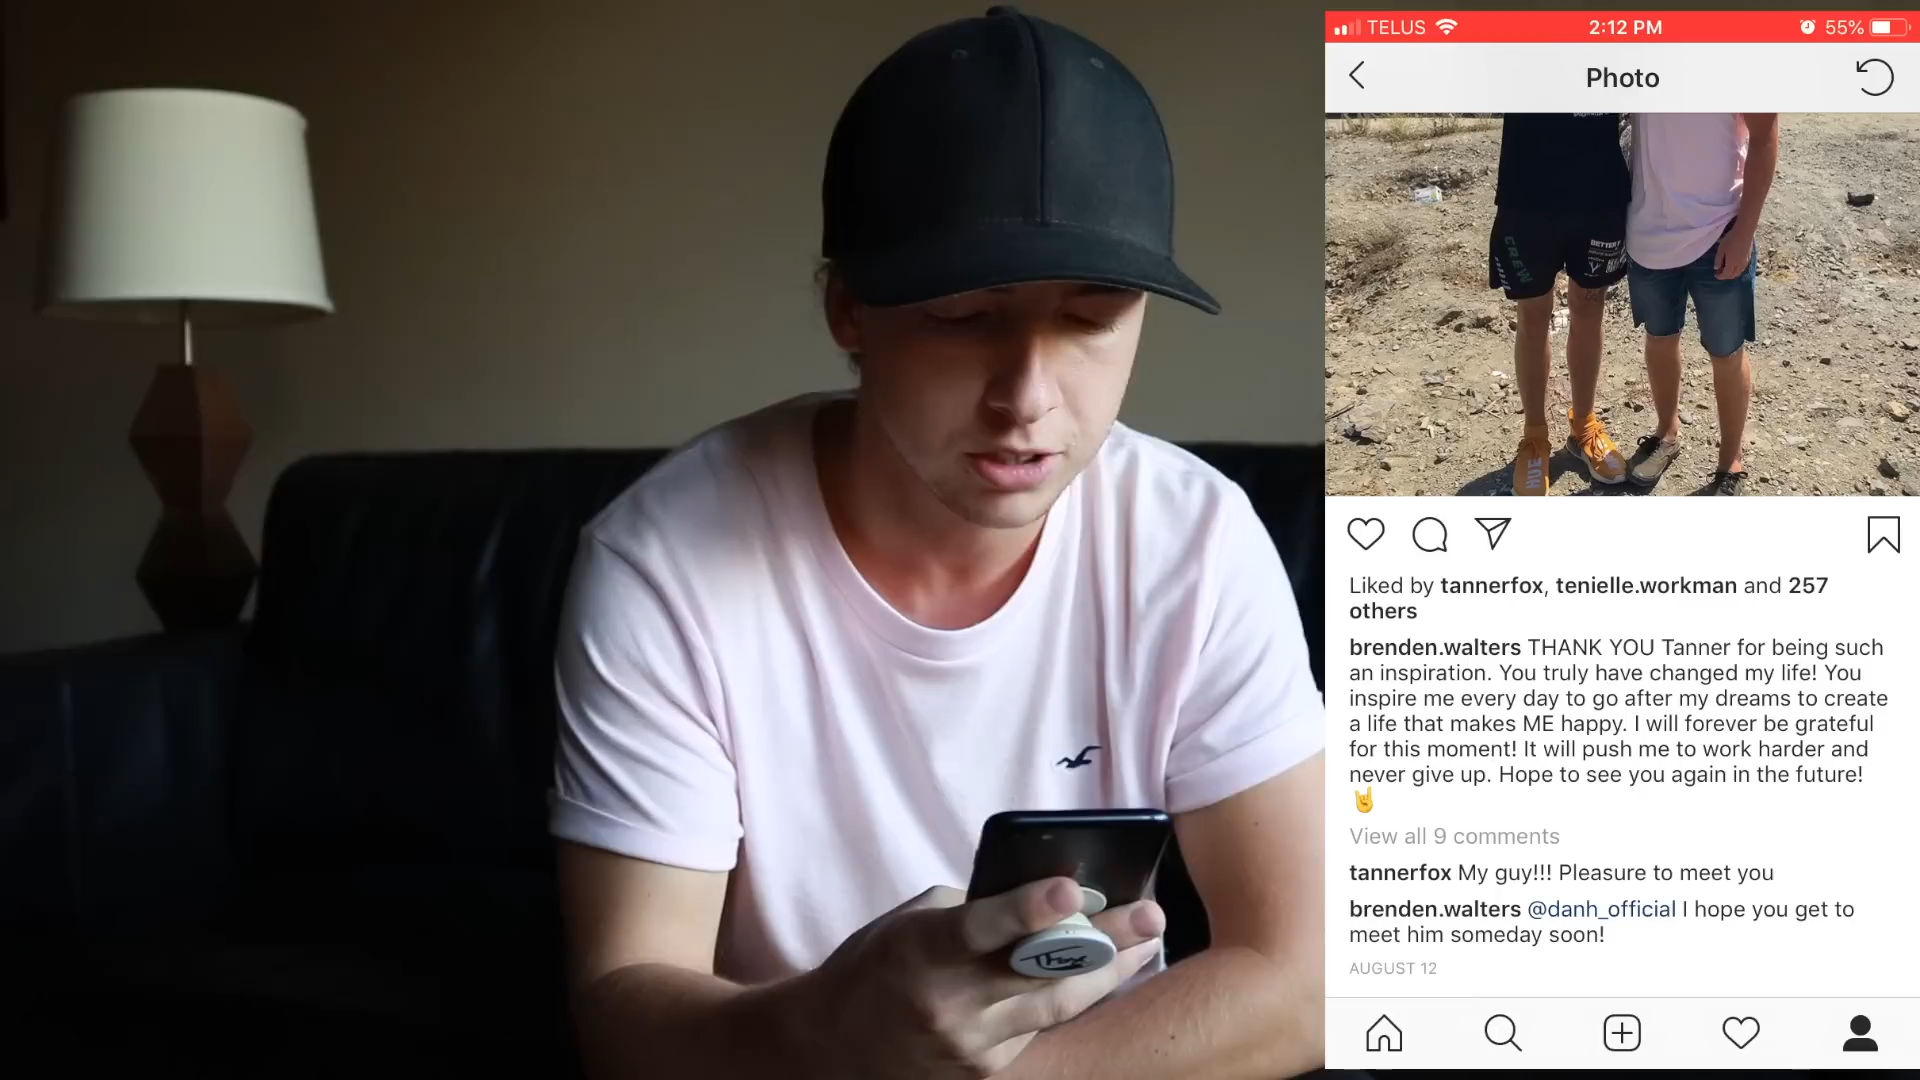 TELUS 2:12 PM 55%
Photo
CREW
BETTER
HUE
Liked by tannerfox, tenielle.workman and 257
others
brenden.walters THANK YOU Tanner for being such
an inspiration. You truly have changed my life! You
inspire me every day to go after my dreams to create
a life that makes ME happy. I will forever be grateful
for this moment! It will push me to work harder and
never give up. Hope to see you again in the future!
🤘
View all 9 comments
tannerfox My guy!!! Pleasure to meet you
brenden.walters @danh_official I hope you get to
meet him someday soon!
AUGUST 12